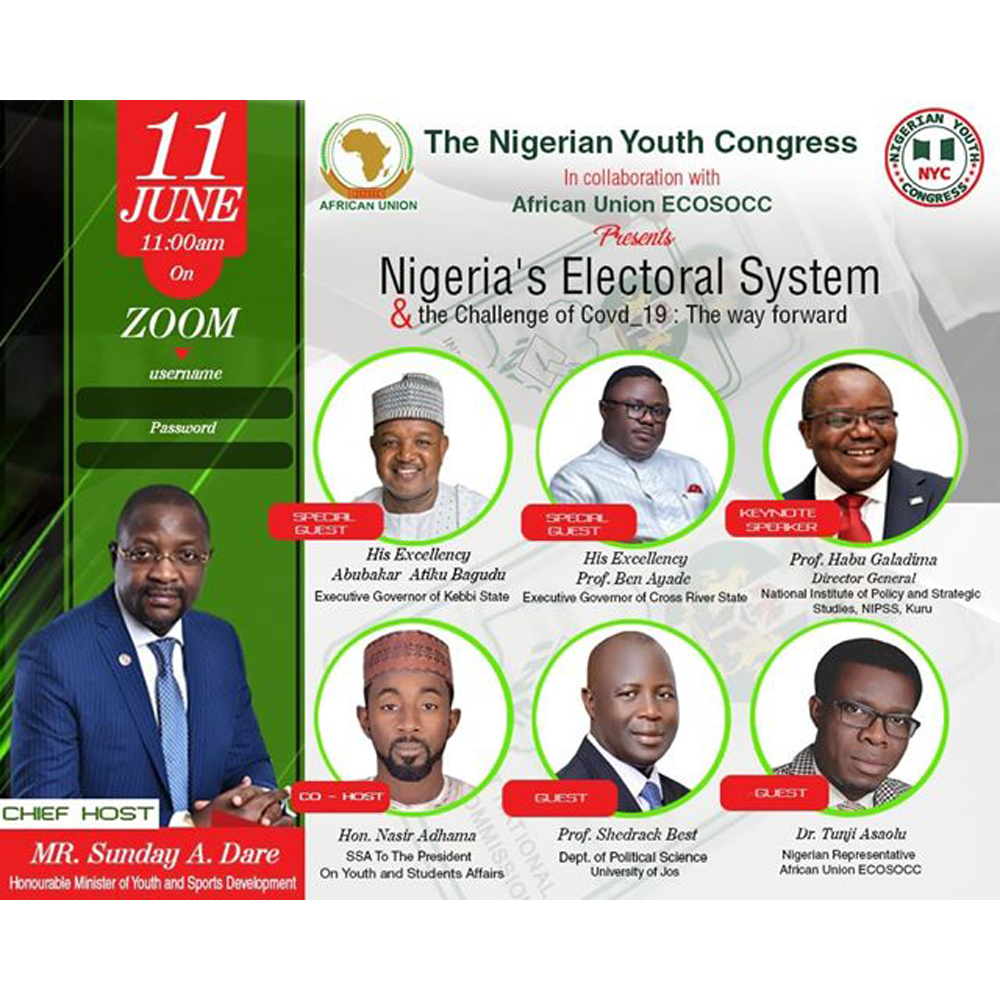 11
JUNE
11:00am
On
ZOOM
username
Password
AFRICAN UNION
The Nigerian Youth Congress
In collaboration with
African Union ECOSOCC
Presents
NIGERIAN YOUTH
NYC
CONGRESS
Nigeria's Electoral System
& the Challenge of Covd_19 : The way forward
SPECIAL
GUEST
His Excellency
Abubakar Atiku Bagudu
Executive Governor of Kebbi State
SPECIAL
GUEST
His Excellency
Prof. Ben Ayade
Executive Governor of Cross River State
KEYNOTE
SPEAKER
Prof. Habu Galadima
Director General
National Institute of Policy and Strategic
Studies, NIPSS, Kuru
CO - HOST
Hon. Nasir Adhama
SSA To The President
On Youth and Students Affairs
GUEST
Prof. Shedrack Best
Dept. of Political Science
University of Jos
GUEST
Dr. Tunji Asaolu
Nigerian Representative
African Union ECOSOCC
CHIEF HOST
MR. Sunday A. Dare
Honourable Minister of Youth and Sports Development